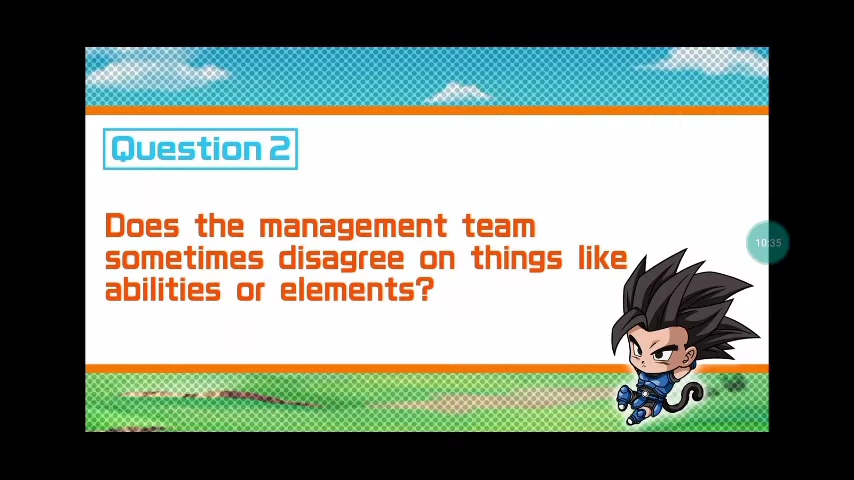 Question 2
Does the management team
sometimes disagree on things like
abilities or elements?
10:35